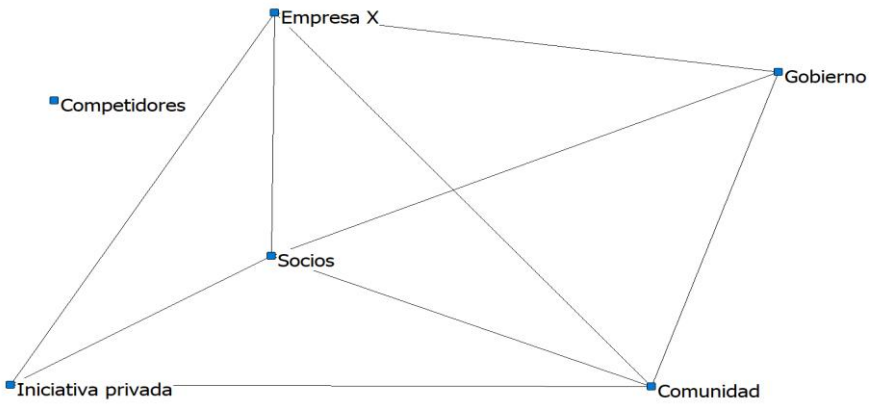 Empresa X
Gobierno
Competidores
Socios
Iniciativa privada
Comunidad